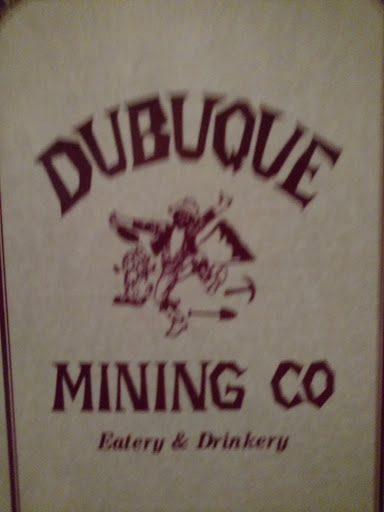 DUBUQUE
MINING CO
Eatery & Drinkery